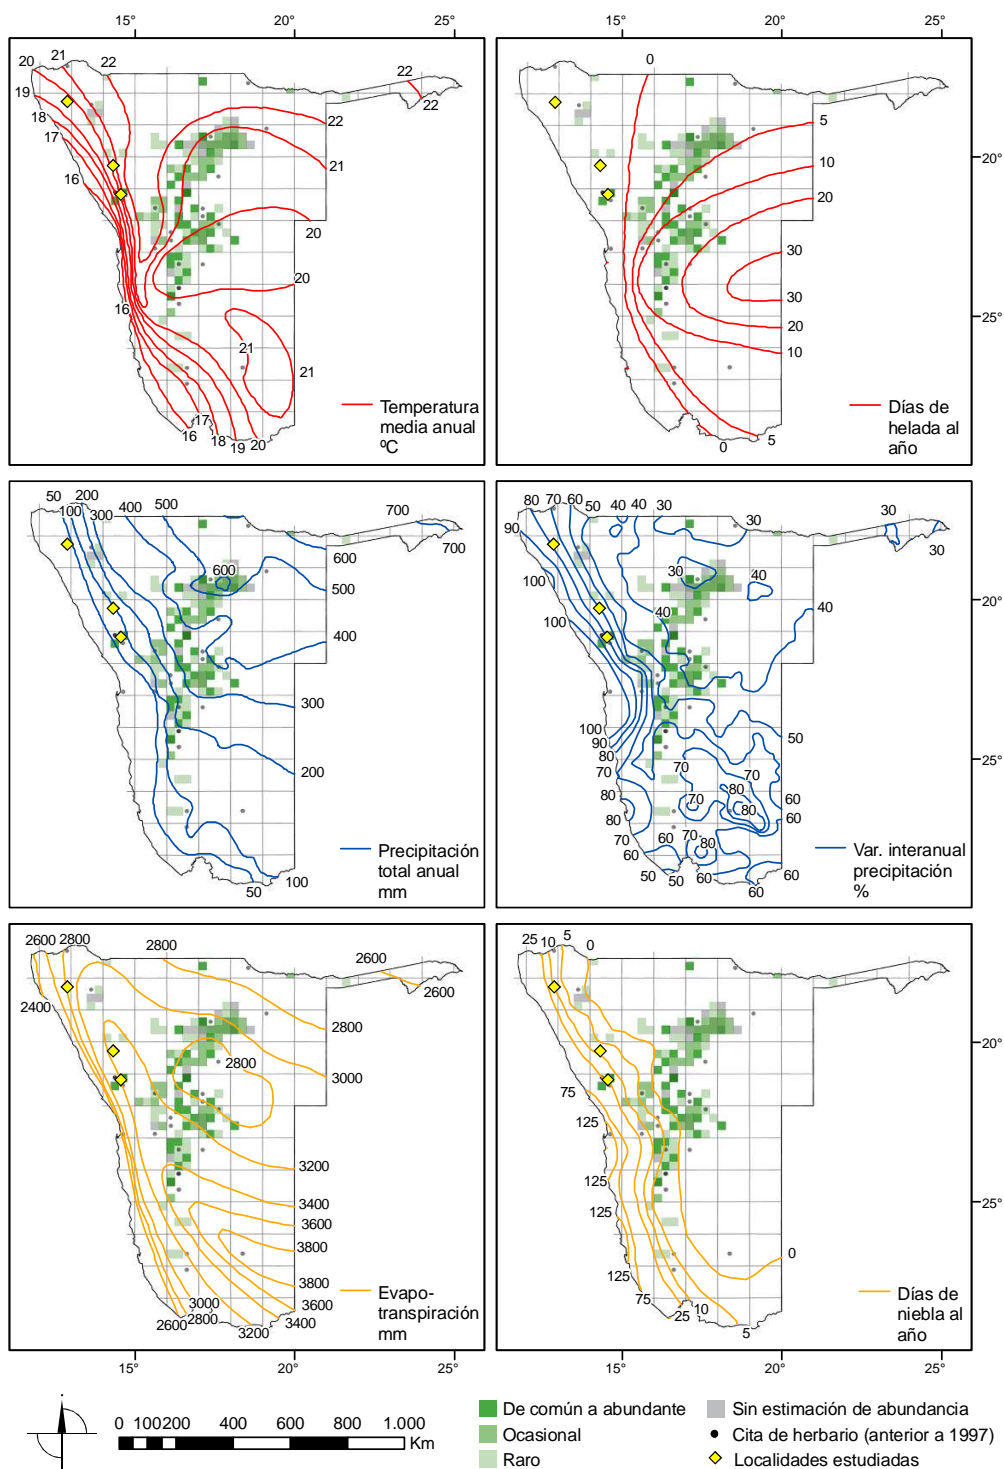 15° 20° 25°
15° 20° 25°
20 21 22
19
18
17
16
22
22
22
21
20
20
16
21
21
16 17 18 19 20
Temperatura
media anual
ºC
0
5
10
20
30
30
20
10
0 5
Días de
helada al
año
20°
25°
50 200
100 300 400 500
700
700
600
600
500
400
300
200
100
50
Precipitación
total anual
mm
80 70 60 50 40 40 30
90
100
100
30
30
30
30
40
40
40
50
100
90
80
70
70 70
80 70 80 80 60 60
70 60 70 80
60
50 50 60 60 60
Var. interanual
precipitación
%
20°
25°
2600 2800 2800
2400
2600
2600
2800
2800
3000
3200
3400
3600
3800
3800
3600
3400
3000
2800
2600 3200
Evapo-
transpiración
mm
25 10 5 0
75
125
125
125
125
75
25 10
5
0
Días de
niebla al
año
20°
25°
15° 20° 25°
15° 20° 25°
0 100 200 400 600 800 1.000
Km
De común a abundante
Ocasional
Raro
Sin estimación de abundancia
Cita de herbario (anterior a 1997)
Localidades estudiadas